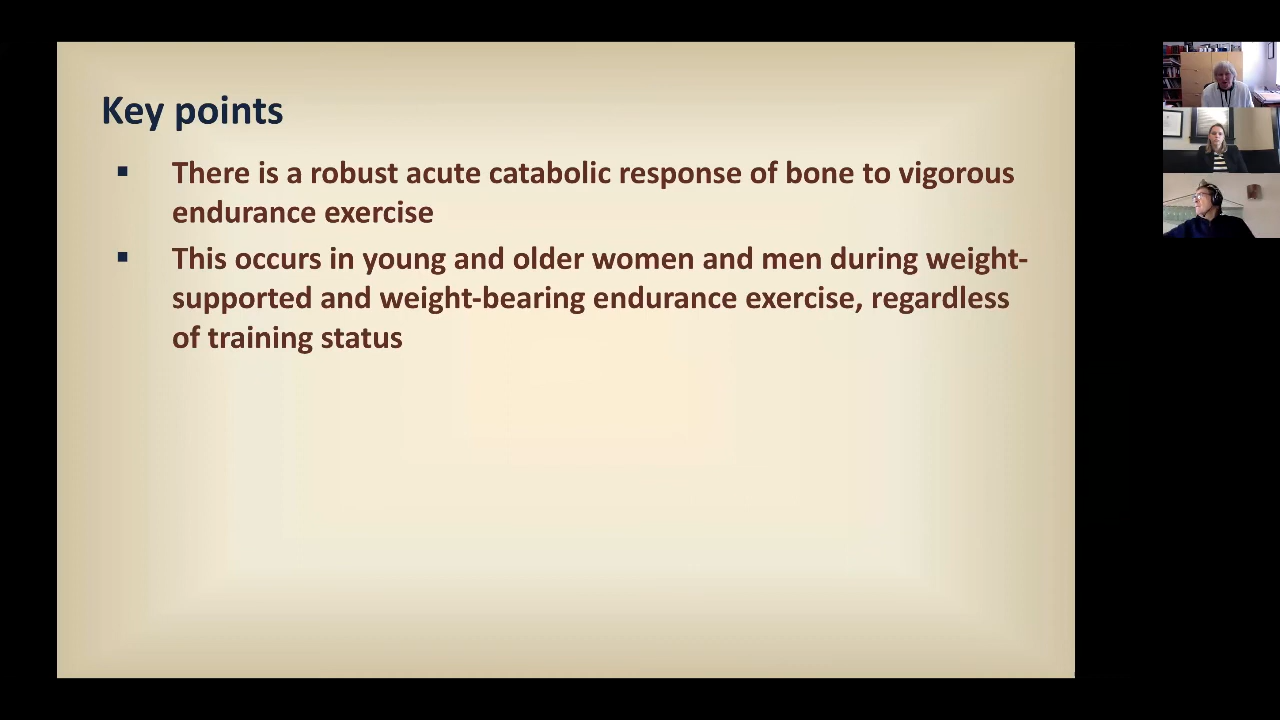 Key points
▪ There is a robust acute catabolic response of bone to vigorous
endurance exercise
▪ This occurs in young and older women and men during weight-
supported and weight-bearing endurance exercise, regardless
of training status